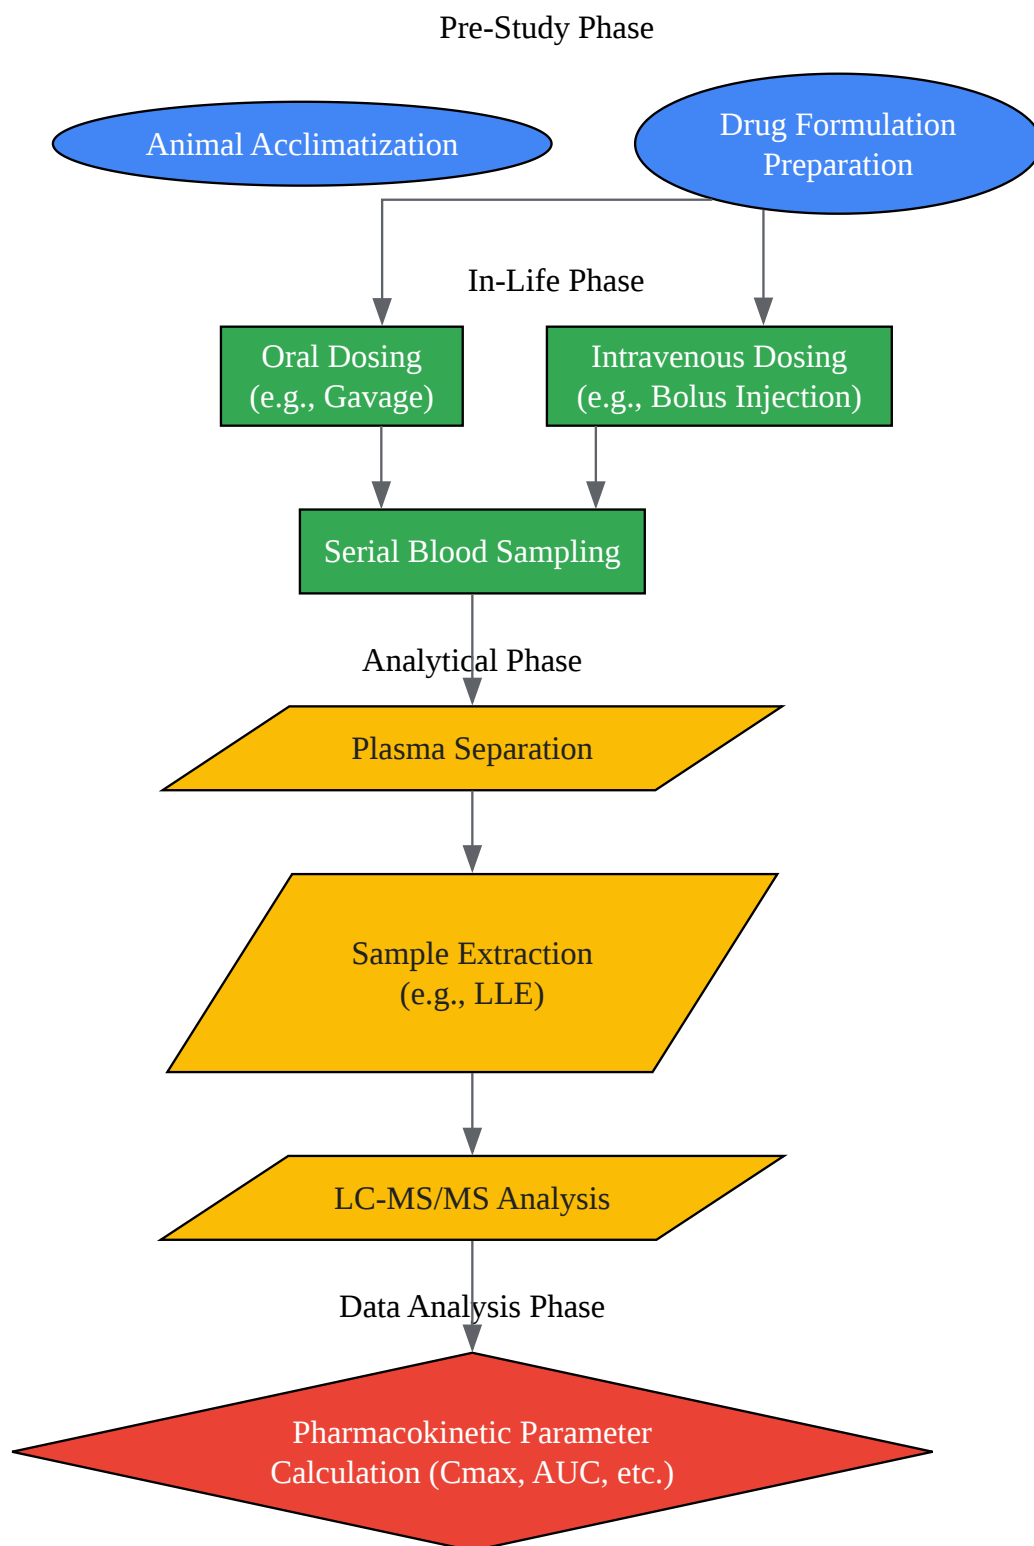 Pre-Study Phase
Animal Acclimatization
Drug Formulation
Preparation
In-Life Phase
Oral Dosing
(e.g., Gavage)
Intravenous Dosing
(e.g., Bolus Injection)
Serial Blood Sampling
Analytical Phase
Plasma Separation
Sample Extraction
(e.g., LLE)
LC-MS/MS Analysis
Data Analysis Phase
Pharmacokinetic Parameter
Calculation (Cmax, AUC, etc.)